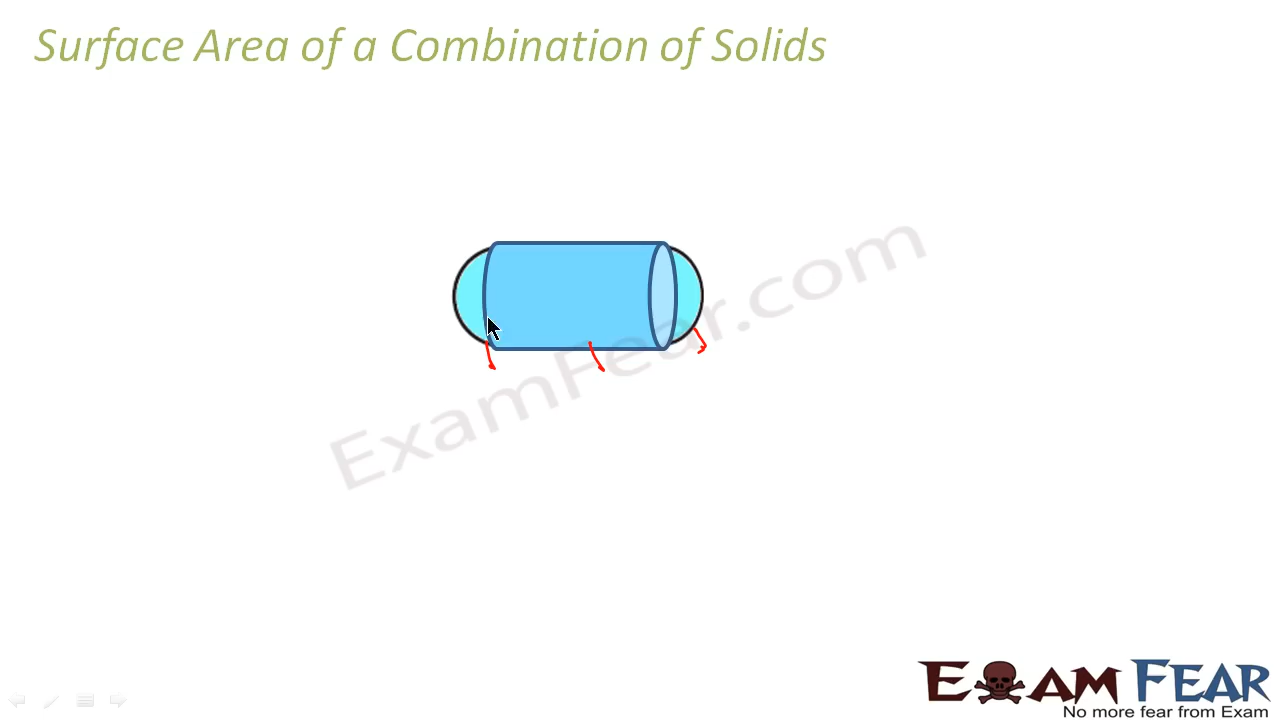 Surface Area of a Combination of Solids
ExamFear.com
EXAM FEAR
No more fear from Exam